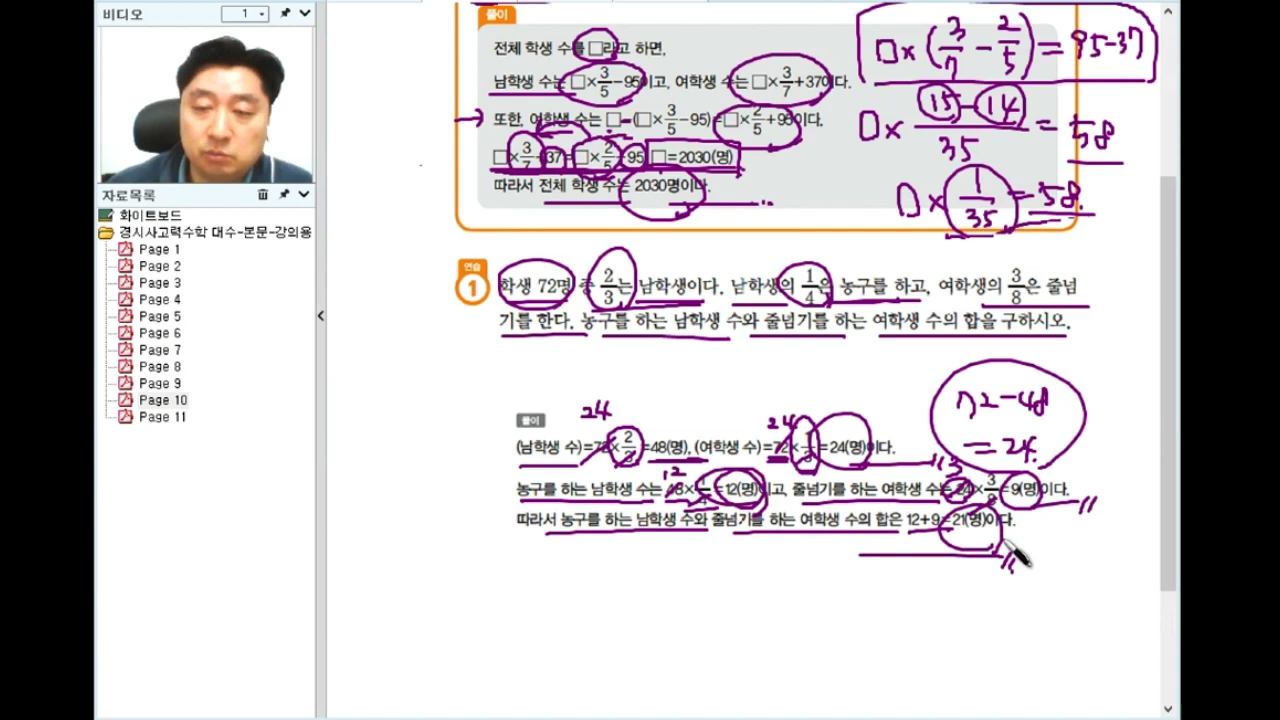 비디오
1
자료목록
화이트보드
경시사고력수학 대수-본문-강의용
Page 1
Page 2
Page 3
Page 4
Page 5
Page 6
Page 7
Page 8
Page 9
Page 10
Page 11
풀이
전체 학생 수를 □라고 하면,
남학생 수는 □×3/5-95이고, 여학생 수는 □×3/7+37이다.
또한, 여학생 수는 □-(□×3/5-95)=□×2/5+95이다.
□×3/7+37=□×2/5+95, □=2030(명)
따라서 전체 학생 수는 2030명이다.
□×(3/7-2/5)=95-37
□×(15-14)/35=58
□×1/35=58.
연습
1
학생 72명 중 2/3는 남학생이다. 남학생의 1/4은 농구를 하고, 여학생의 3/8은 줄넘
기를 한다. 농구를 하는 남학생 수와 줄넘기를 하는 여학생 수의 합을 구하시오.
72-48
=24.
풀이
24
24
(남학생 수)=72×2/3=48(명), (여학생 수)=72×1/3=24(명)이다.
12
3
농구를 하는 남학생 수는 48×1/4=12(명)이고, 줄넘기를 하는 여학생 수는 24×3/8=9(명)이다.
따라서 농구를 하는 남학생 수와 줄넘기를 하는 여학생 수의 합은 12+9=21(명)이다.